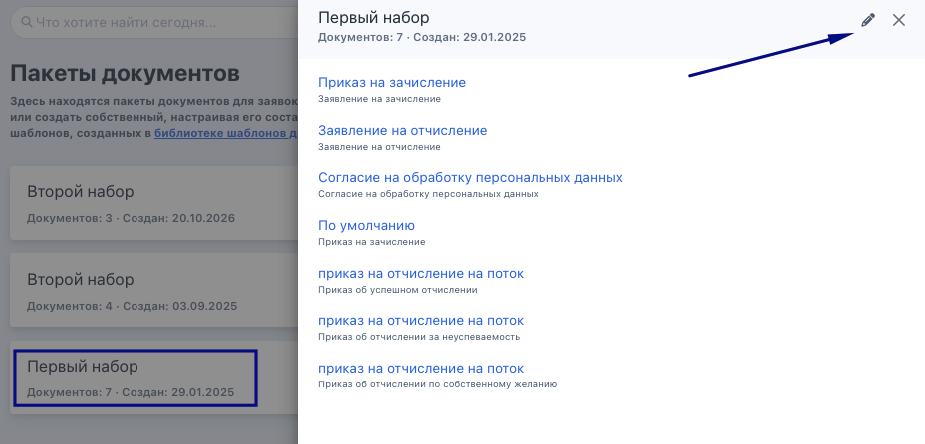 Что хотите найти сегодня...
Пакеты документов
Здесь находятся пакеты документов для заявок
или создать собственный, настраивая его соста
шаблонов, созданных в библиотеке шаблонов д
Второй набор
Документов: 3 · Создан: 20.10.2026
Второй набор
Документов: 4 · Создан: 03.09.2025
Первый набор
Документов: 7 · Создан: 29.01.2025
Первый набор
Документов: 7 · Создан: 29.01.2025
Приказ на зачисление
Заявление на зачисление
Заявление на отчисление
Заявление на отчисление
Согласие на обработку персональных данных
Согласие на обработку персональных данных
По умолчанию
Приказ на зачисление
приказ на отчисление на поток
Приказ об успешном отчислении
приказ на отчисление на поток
Приказ об отчислении за неуспеваемость
приказ на отчисление на поток
Приказ об отчислении по собственному желанию